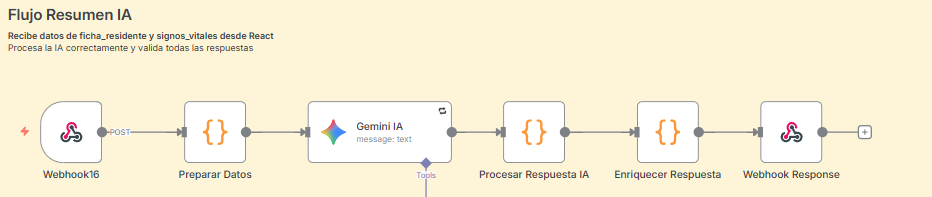 Flujo Resumen IA
Recibe datos de ficha_residente y signos_vitales desde React
Procesa la IA correctamente y valida todas las respuestas
POST
Gemini IA
message: text
Tools
Webhook16
Preparar Datos
Procesar Respuesta IA
Enriquecer Respuesta
Webhook Response